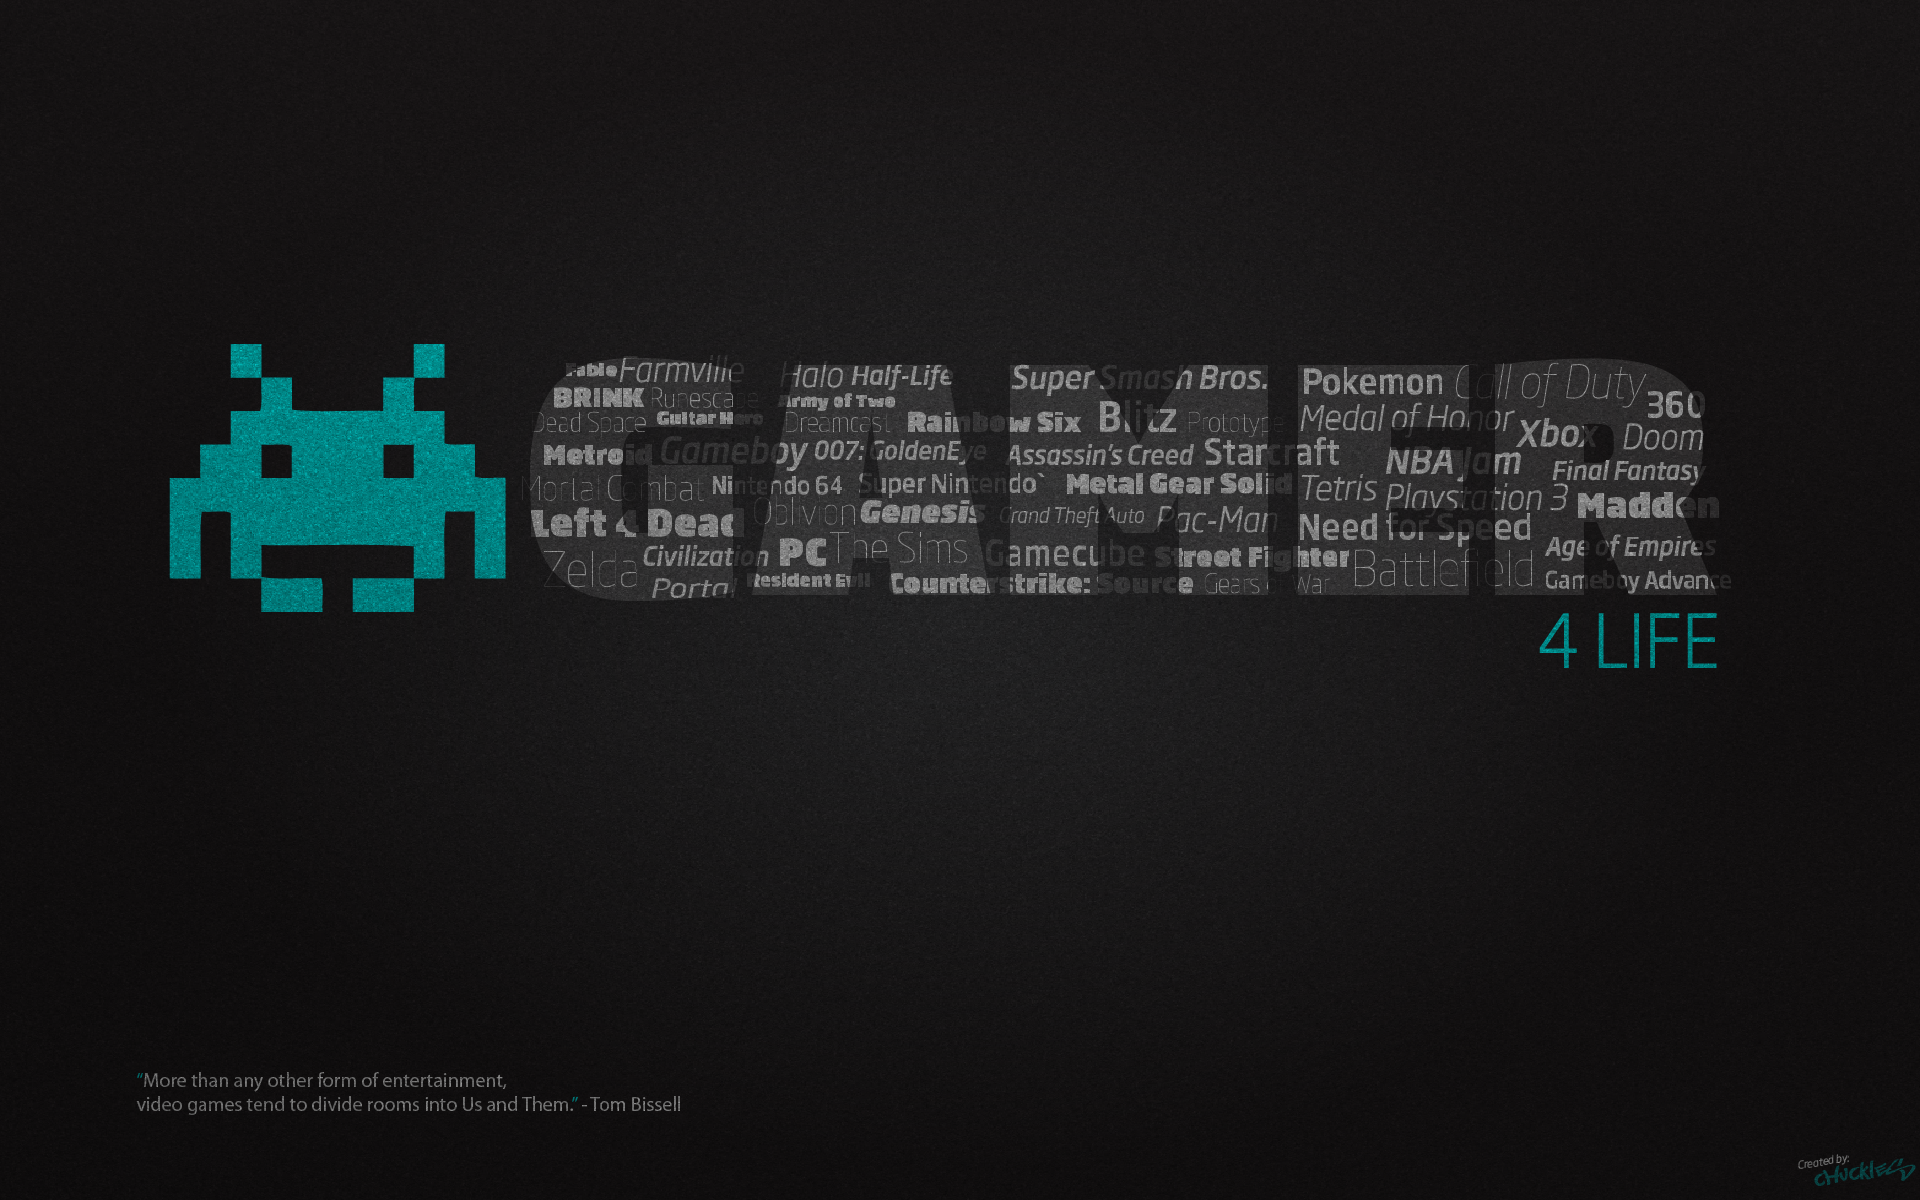 GAMER
Fable Farmville Halo Half-Life Super Smash Bros. Pokemon Call of Duty
BRINK Runescape Army of Two Medal of Honor 360
Dead Space Guitar Hero Dreamcast Rainbow Six Blitz Prototype Xbox Doom
Metroid Gameboy 007: GoldenEye Assassin's Creed Starcraft NBA Jam Final Fantasy
Mortal Combat Nintendo 64 Super Nintendo` Metal Gear Solid Tetris Playstation 3 Madden
Left 4 Dead Oblivion Genesis Grand Theft Auto Pac-Man Need for Speed
Zelda Civilization PC The Sims Gamecube Street Fighter Battlefield Age of Empires
Portal Resident Evil Counterstrike: Source Gears War Gameboy Advance
4 LIFE
“More than any other form of entertainment,
video games tend to divide rooms into Us and Them.” - Tom Bissell
Created by:
CHUCKlES